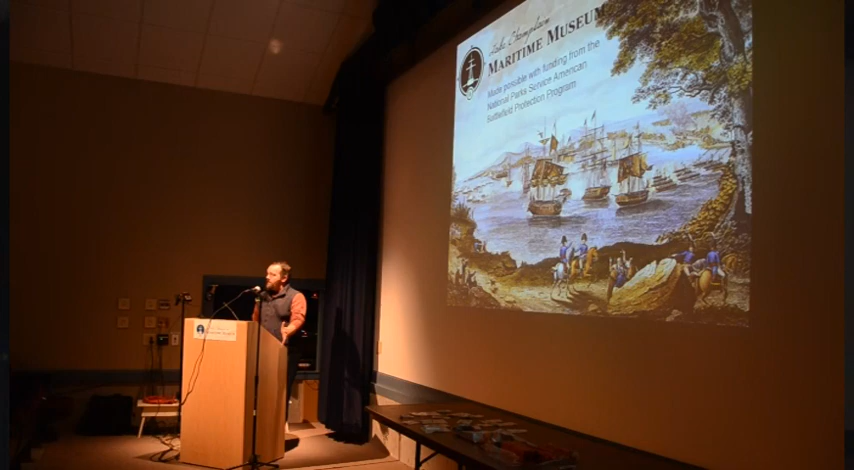 Lake Champlain
MARITIME MUSEUM
Made possible with funding from the
National Parks Service American
Battlefield Protection Program